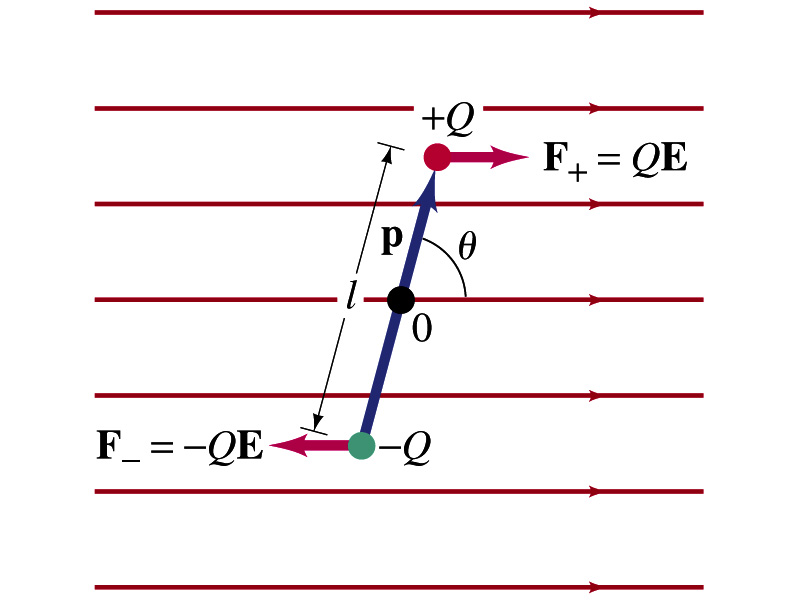 +Q
F₊ = QE
p
θ
l
0
F₋ = −QE
−Q